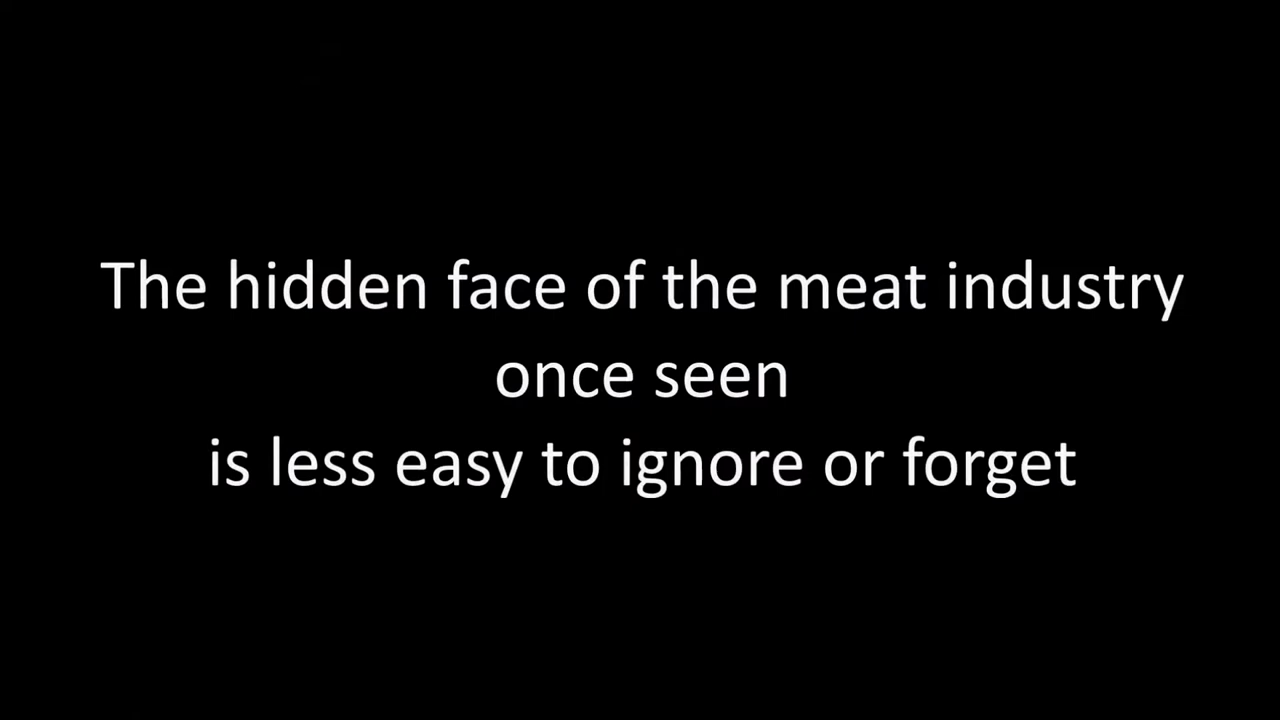 The hidden face of the meat industry
once seen
is less easy to ignore or forget